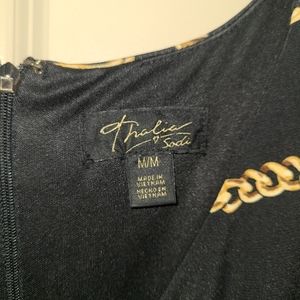 Thalia
Sodi
M/M
MADE IN
VIETNAM
HECHO EN
VIETNAM